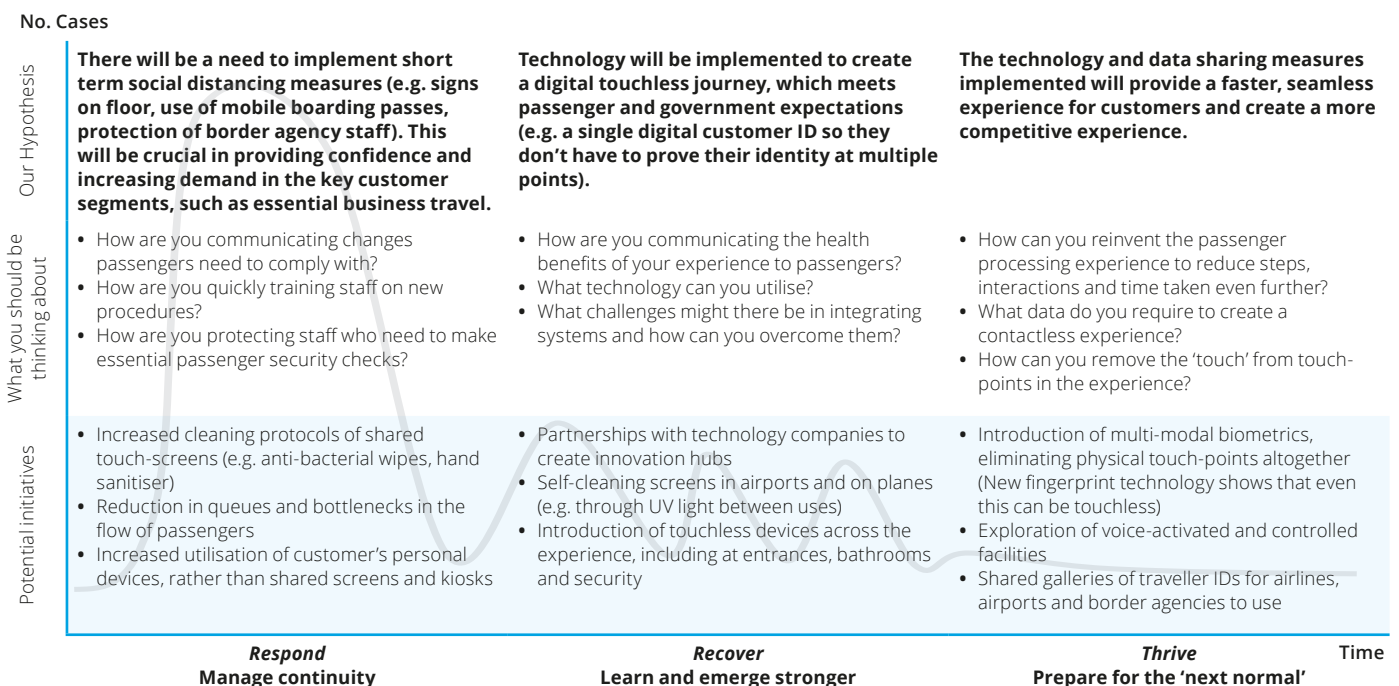 No. Cases
Our Hypothesis
There will be a need to implement short
term social distancing measures (e.g. signs
on floor, use of mobile boarding passes,
protection of border agency staff). This
will be crucial in providing confidence and
increasing demand in the key customer
segments, such as essential business travel.
Technology will be implemented to create
a digital touchless journey, which meets
passenger and government expectations
(e.g. a single digital customer ID so they
don’t have to prove their identity at multiple
points).
The technology and data sharing measures
implemented will provide a faster, seamless
experience for customers and create a more
competitive experience.
What you should be
thinking about
• How are you communicating changes
passengers need to comply with?
• How are you quickly training staff on new
procedures?
• How are you protecting staff who need to make
essential passenger security checks?
• How are you communicating the health
benefits of your experience to passengers?
• What technology can you utilise?
• What challenges might there be in integrating
systems and how can you overcome them?
• How can you reinvent the passenger
processing experience to reduce steps,
interactions and time taken even further?
• What data do you require to create a
contactless experience?
• How can you remove the ‘touch’ from touch-
points in the experience?
Potential initiatives
• Increased cleaning protocols of shared
touch-screens (e.g. anti-bacterial wipes, hand
sanitiser)
• Reduction in queues and bottlenecks in the
flow of passengers
• Increased utilisation of customer’s personal
devices, rather than shared screens and kiosks
• Partnerships with technology companies to
create innovation hubs
• Self-cleaning screens in airports and on planes
(e.g. through UV light between uses)
• Introduction of touchless devices across the
experience, including at entrances, bathrooms
and security
• Introduction of multi-modal biometrics,
eliminating physical touch-points altogether
(New fingerprint technology shows that even
this can be touchless)
• Exploration of voice-activated and controlled
facilities
• Shared galleries of traveller IDs for airlines,
airports and border agencies to use
Respond
Manage continuity
Recover
Learn and emerge stronger
Thrive
Prepare for the ‘next normal’
Time